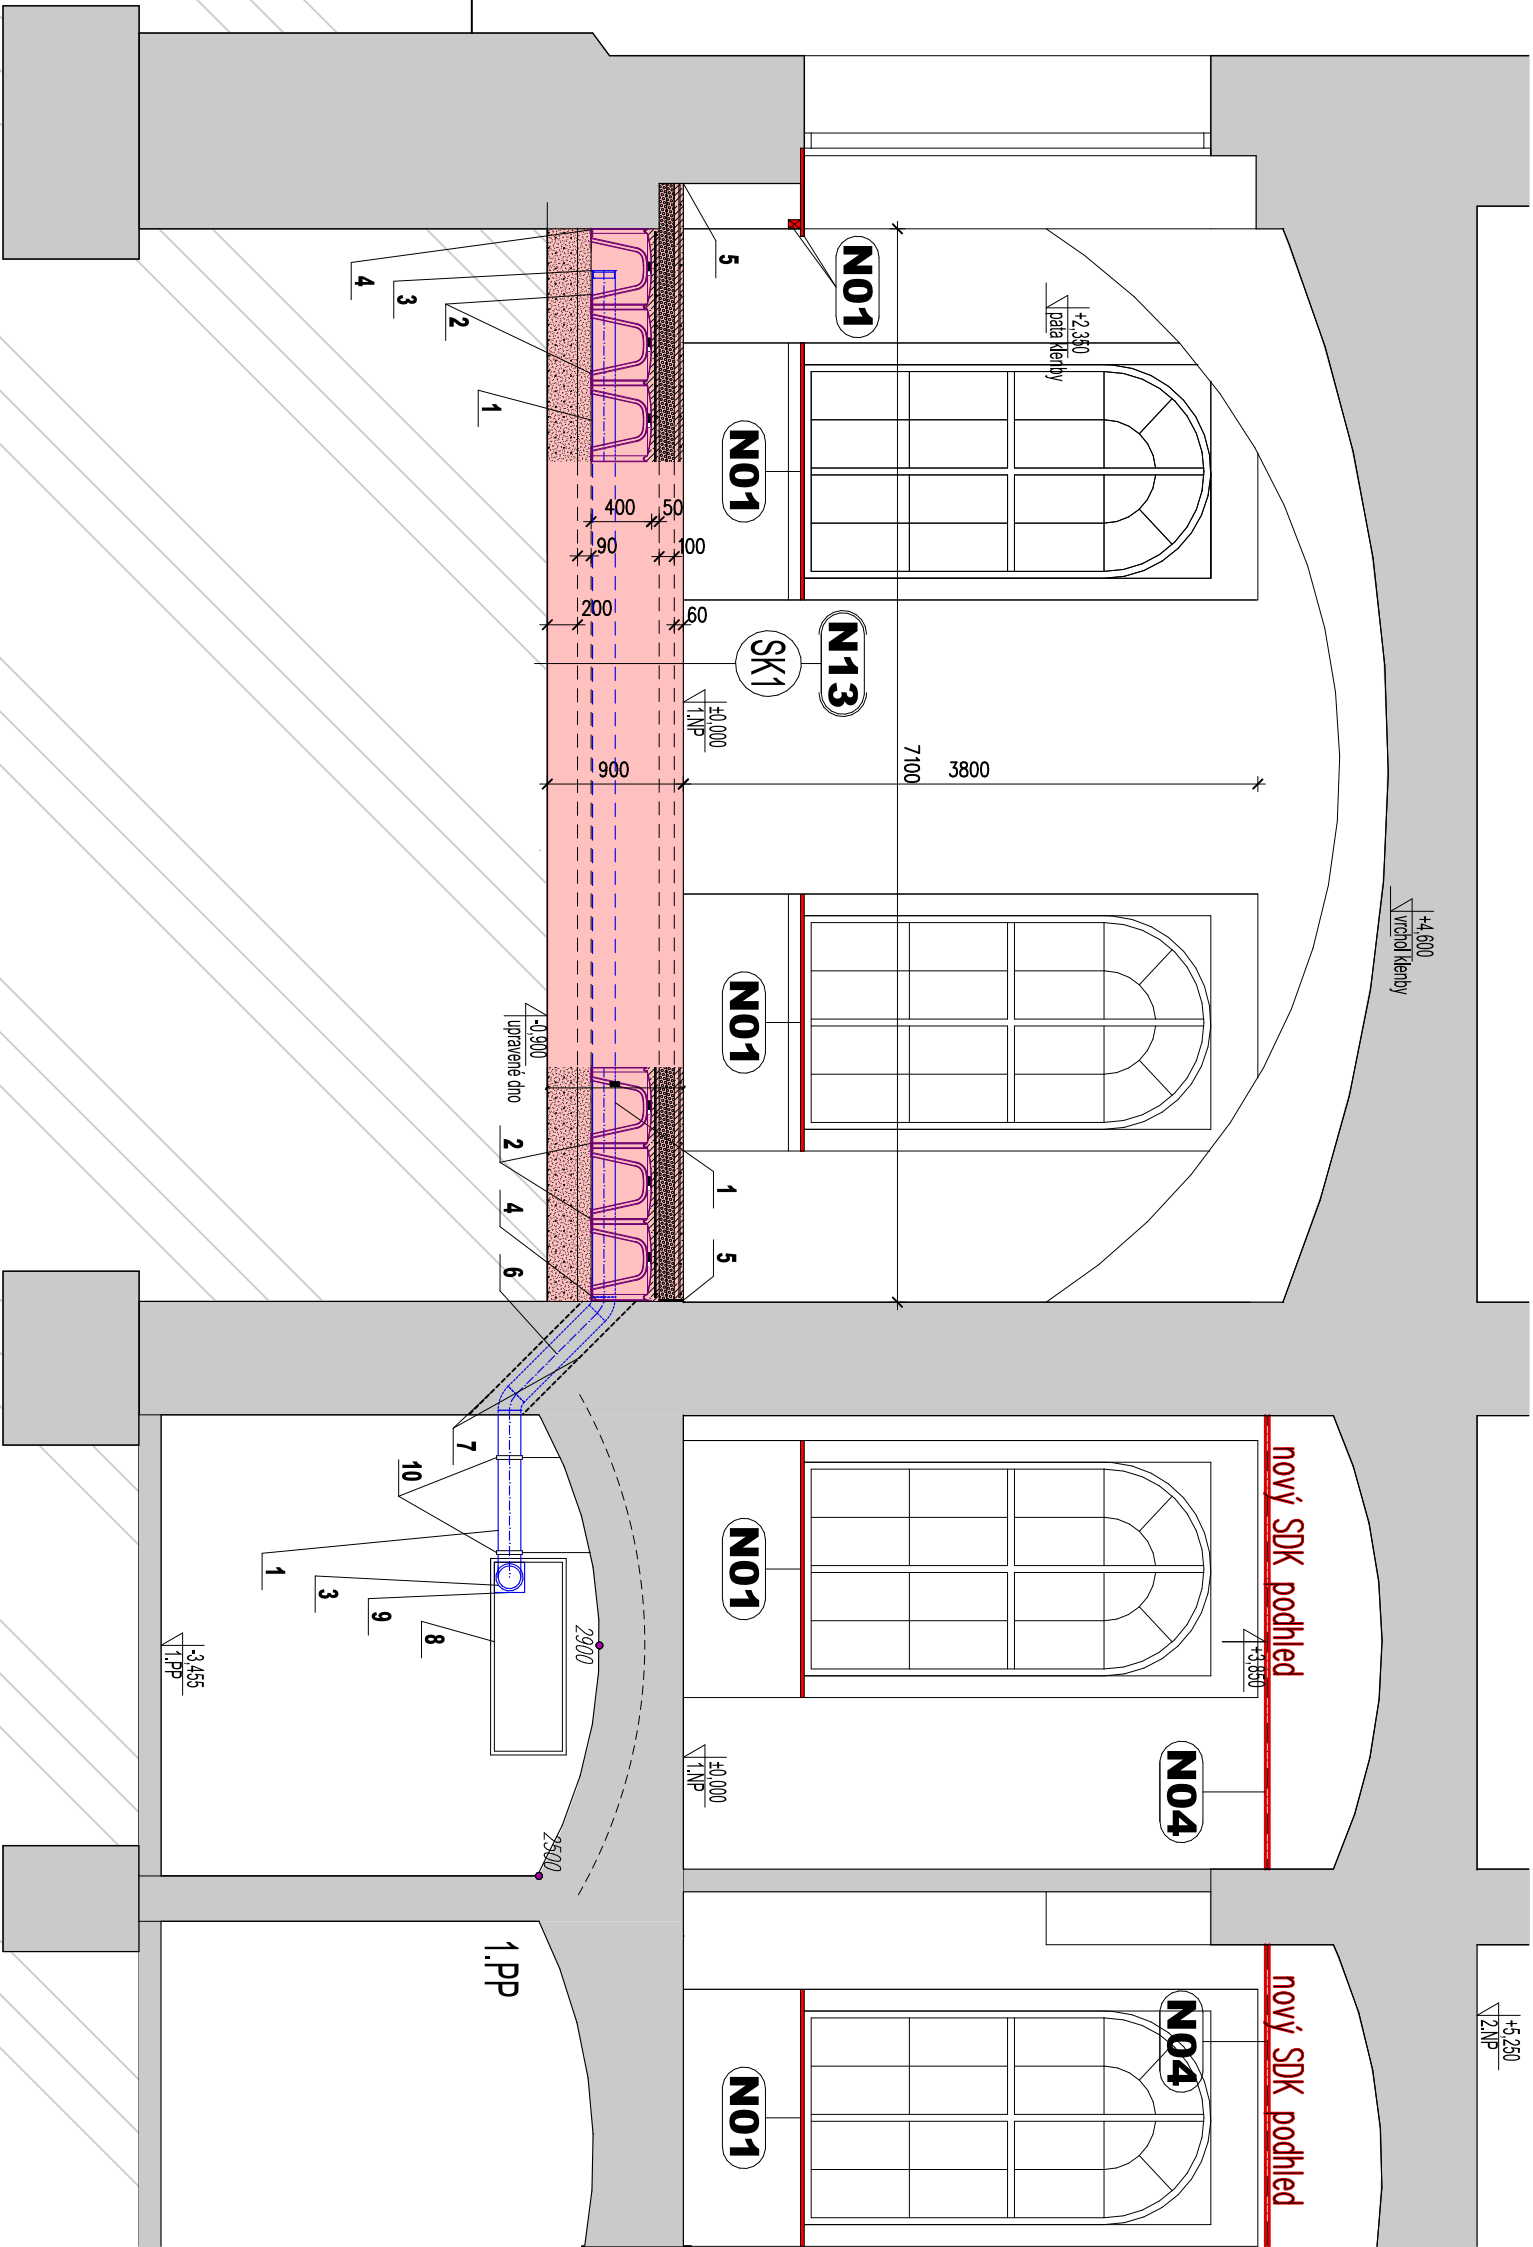 +5,250
2.NP
+4,600
vrchol klenby
nový SDK podhled
nový SDK podhled
+3,850
N04
N04
+2,350
pata klenby
3800
7100
N01
N13
SK1
N01
N01
N01
N01
±0,000
1.NP
±0,000
1.NP
5
1
5
400
50
90
100
200
60
900
-0,900
upravené dno
4
3
2
1
2
4
6
7
10
1
3
9
8
2900
2500
-3,455
1.PP
1.PP